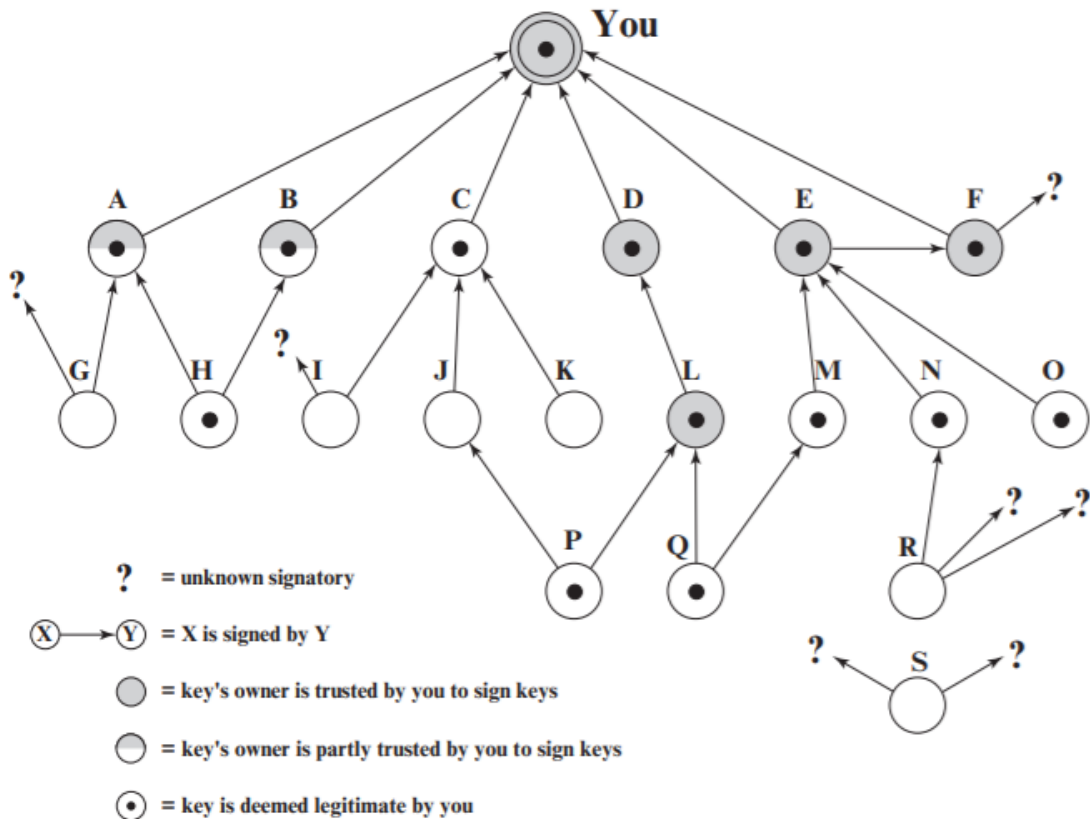 You
A B C D E F ?
?
?
G H I J K L M N O
? ?
P Q R
? = unknown signatory
X Y = X is signed by Y
? S ?
= key's owner is trusted by you to sign keys
= key's owner is partly trusted by you to sign keys
= key is deemed legitimate by you